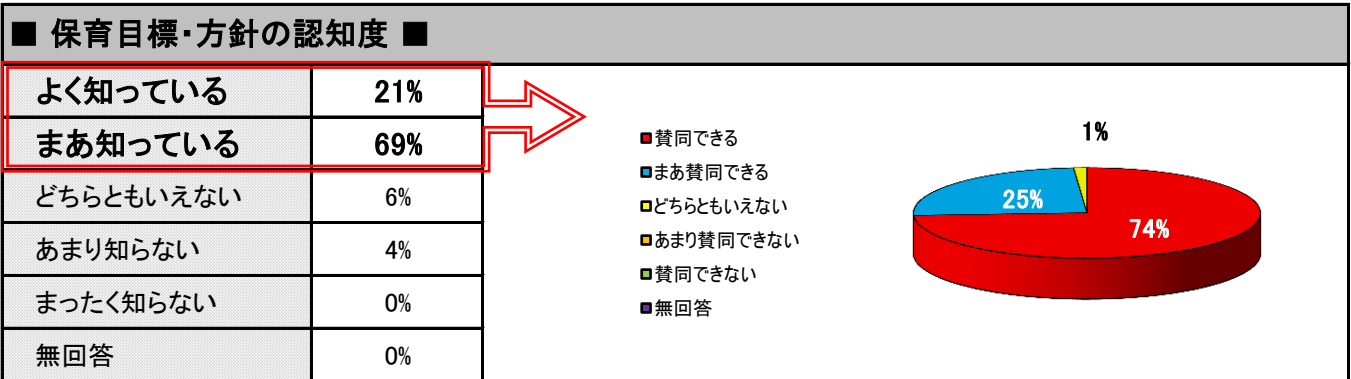 ■ 保育目標・方針の認知度 ■
よく知っている 21%
まあ知っている 69%
どちらともいえない 6%
あまり知らない 4%
まったく知らない 0%
無回答 0%
賛同できる
まあ賛同できる
どちらともいえない
あまり賛同できない
賛同できない
無回答
1%
25%
74%